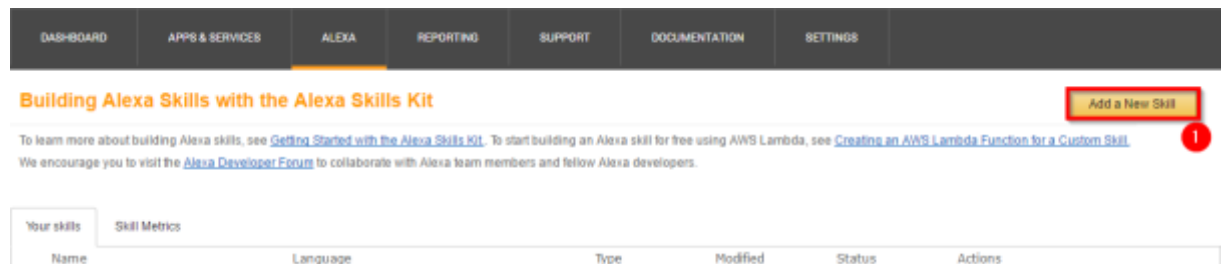 DASHBOARD APPS & SERVICES ALEXA REPORTING SUPPORT DOCUMENTATION SETTINGS
Building Alexa Skills with the Alexa Skills Kit
Add a New Skill
To learn more about building Alexa skills, see Getting Started with the Alexa Skills Kit. To start building an Alexa skill for free using AWS Lambda, see Creating an AWS Lambda Function for a Custom Skill.
1
We encourage you to visit the Alexa Developer Forum to collaborate with Alexa team members and fellow Alexa developers.
Your skills Skill Metrics
Name Language Type Modified Status Actions